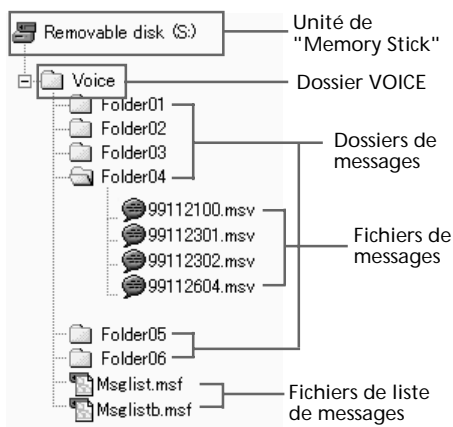 Removable disk (S:)
Unité de
"Memory Stick"
Voice
Dossier VOICE
Folder01
Folder02
Folder03
Folder04
Dossiers de
messages
99112100.msv
99112301.msv
99112302.msv
99112604.msv
Fichiers de
messages
Folder05
Folder06
Msglist.msf
Msglistb.msf
Fichiers de liste
de messages